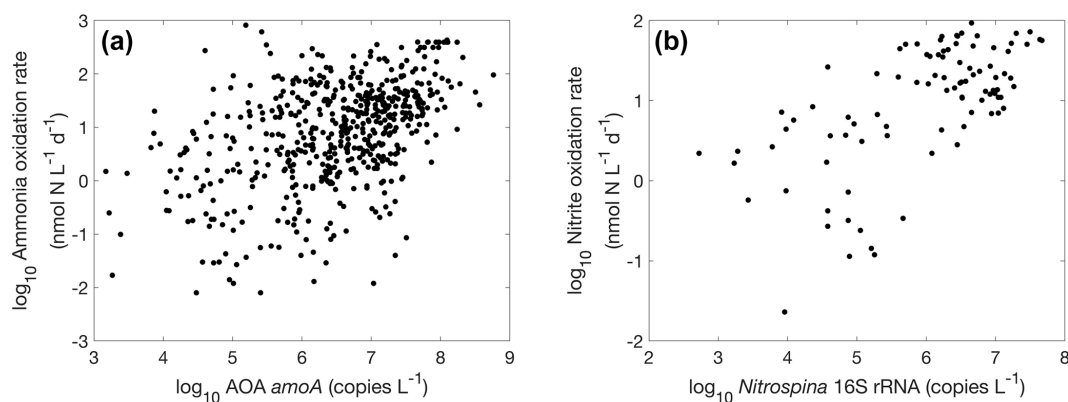 (a)
3
2
1
0
-1
-2
-3
log10 Ammonia oxidation rate
(nmol N L-1 d-1)
3 4 5 6 7 8 9
log10 AOA amoA (copies L-1)
(b)
2
1
0
-1
-2
log10 Nitrite oxidation rate
(nmol N L-1 d-1)
2 3 4 5 6 7 8
log10 Nitrospina 16S rRNA (copies L-1)